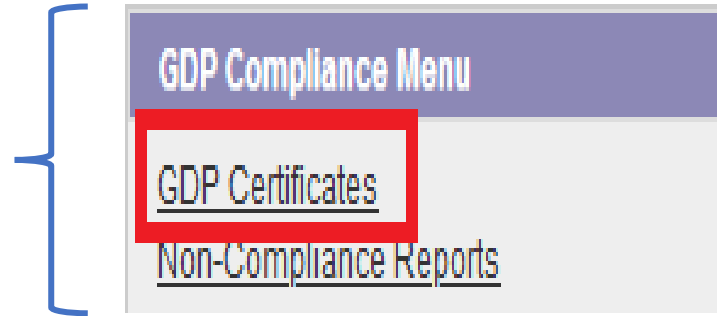 GDP Compliance Menu
GDP Certificates
Non-Compliance Reports